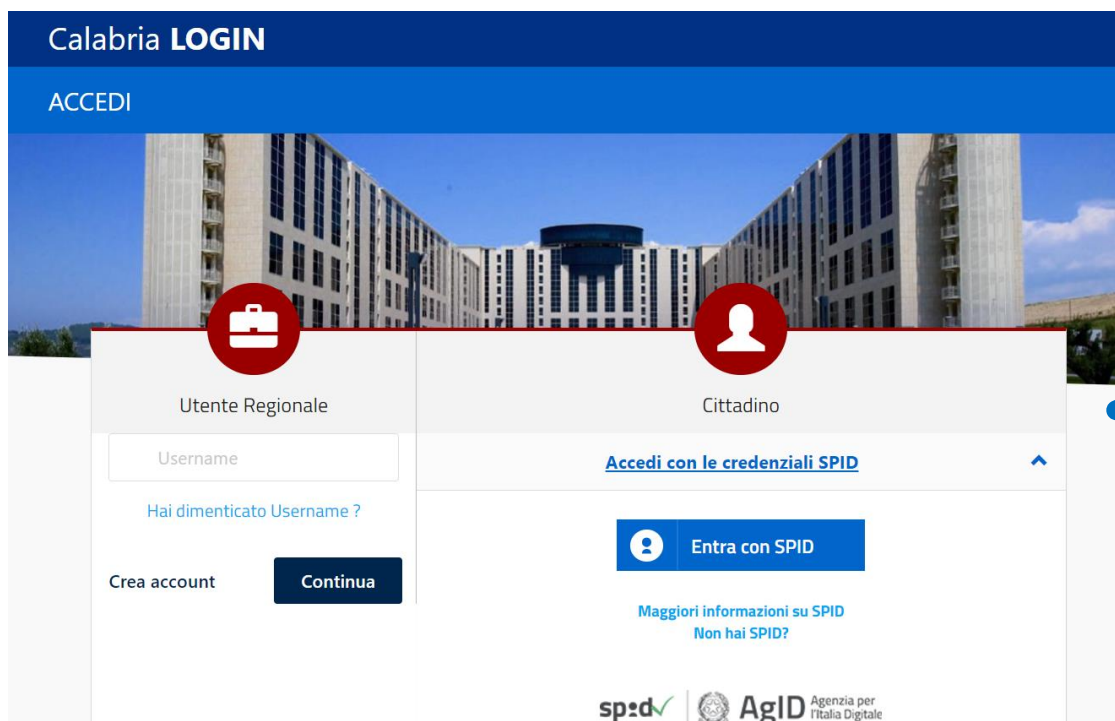 Calabria LOGIN
ACCEDI
Utente Regionale
Username
Hai dimenticato Username ?
Crea account
Continua
Cittadino
Accedi con le credenziali SPID
Entra con SPID
Maggiori informazioni su SPID
Non hai SPID?
spid
AgID Agenzia per
l'Italia Digitale